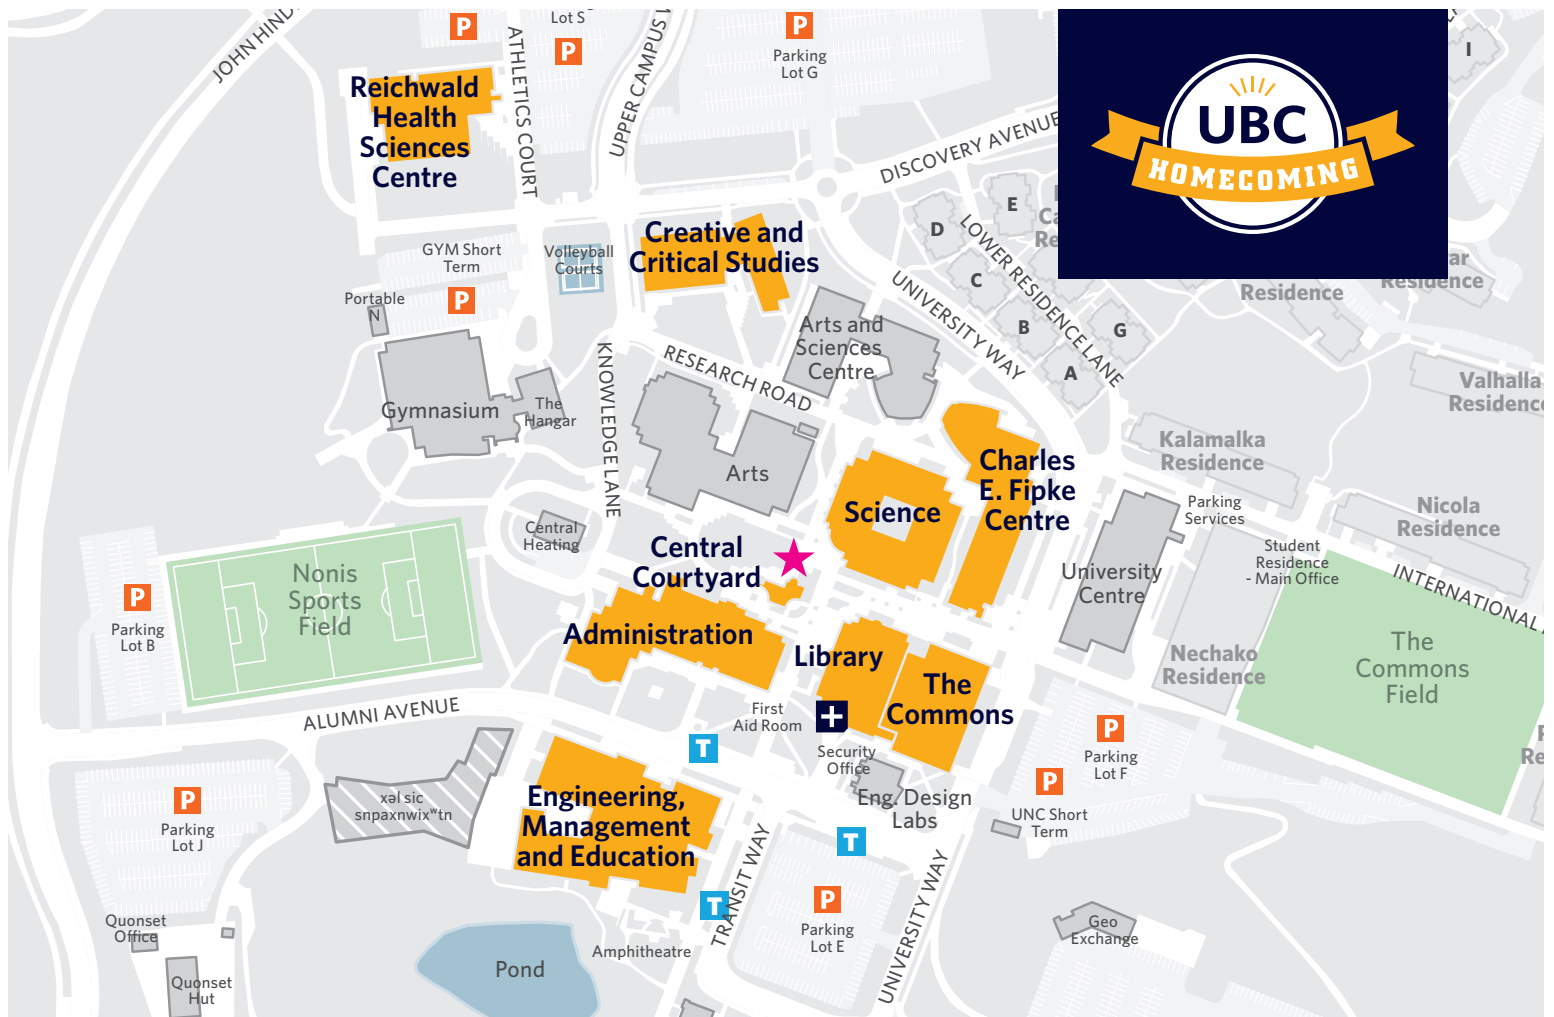 JOHN HIND
P
ATHLETICS COURT
Lot S
P
UPPER CAMPUS
P
Parking
Lot G
I
UBC
HOMECOMING
Reichwald
Health
Sciences
Centre
DISCOVERY AVENUE
E
D
C
B
A
G
LOWER RESIDENCE LANE
Ca
Re
ar
Residence
Residence
GYM Short
Term
P
Volleyball
Courts
Creative and
Critical Studies
UNIVERSITY WAY
Portable
N
Arts and
Sciences
Centre
RESEARCH ROAD
KNOWLEDGE LANE
Gymnasium
The
Hangar
Arts
Valhalla
Residence
Kalamalka
Residence
Charles
E. Fipke
Centre
Science
Parking
Services
Nicola
Residence
Central
Heating
Central
Courtyard
Student
Residence
- Main Office
INTERNATIONAL
University
Centre
Nonis
Sports
Field
P
Parking
Lot B
Administration
Library
The
Commons
Nechako
Residence
The
Commons
Field
ALUMNI AVENUE
First
Aid Room
T
Security
Office
P
Parking
Lot F
P
UNC Short
Term
Re
P
Parking
Lot J
xəl sic
snpaxnwixʷtn
Engineering,
Management
and Education
Eng. Design
Labs
T
T
TRANSIT WAY
UNIVERSITY WAY
P
Parking
Lot E
Quonset
Office
Quonset
Hut
Pond
Amphitheatre
Geo
Exchange